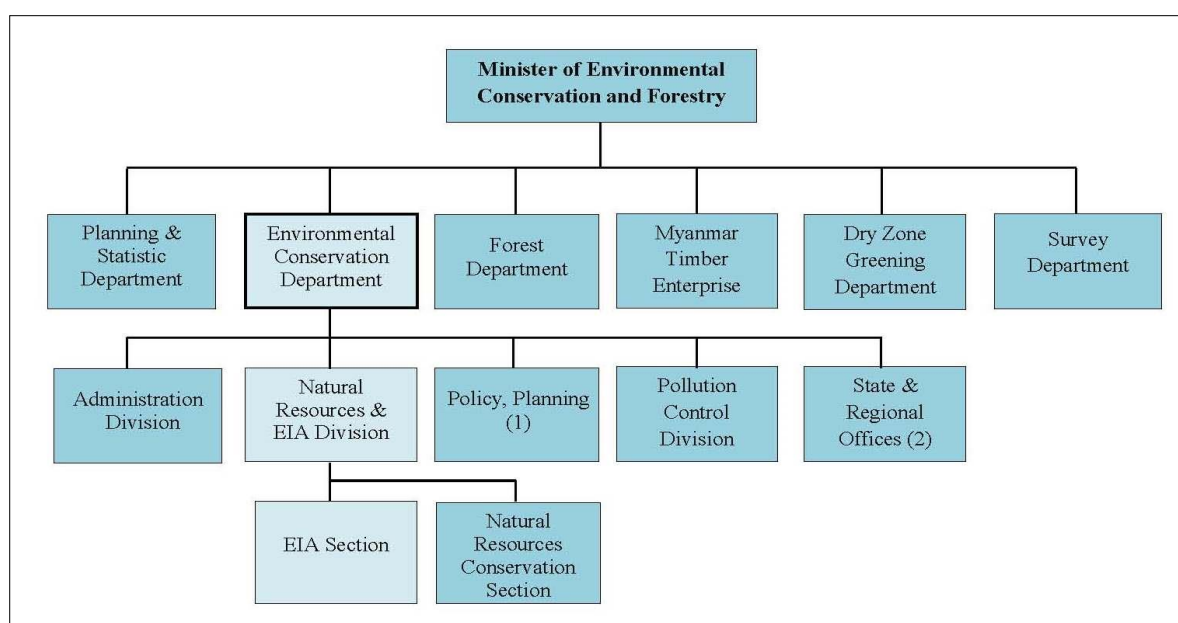 Minister of Environmental
Conservation and Forestry
Planning &
Statistic
Department
Environmental
Conservation
Department
Forest
Department
Myanmar
Timber
Enterprise
Dry Zone
Greening
Department
Survey
Department
Administration
Division
Natural
Resources &
EIA Division
Policy, Planning
(1)
Pollution
Control
Division
State &
Regional
Offices (2)
EIA Section
Natural
Resources
Conservation
Section